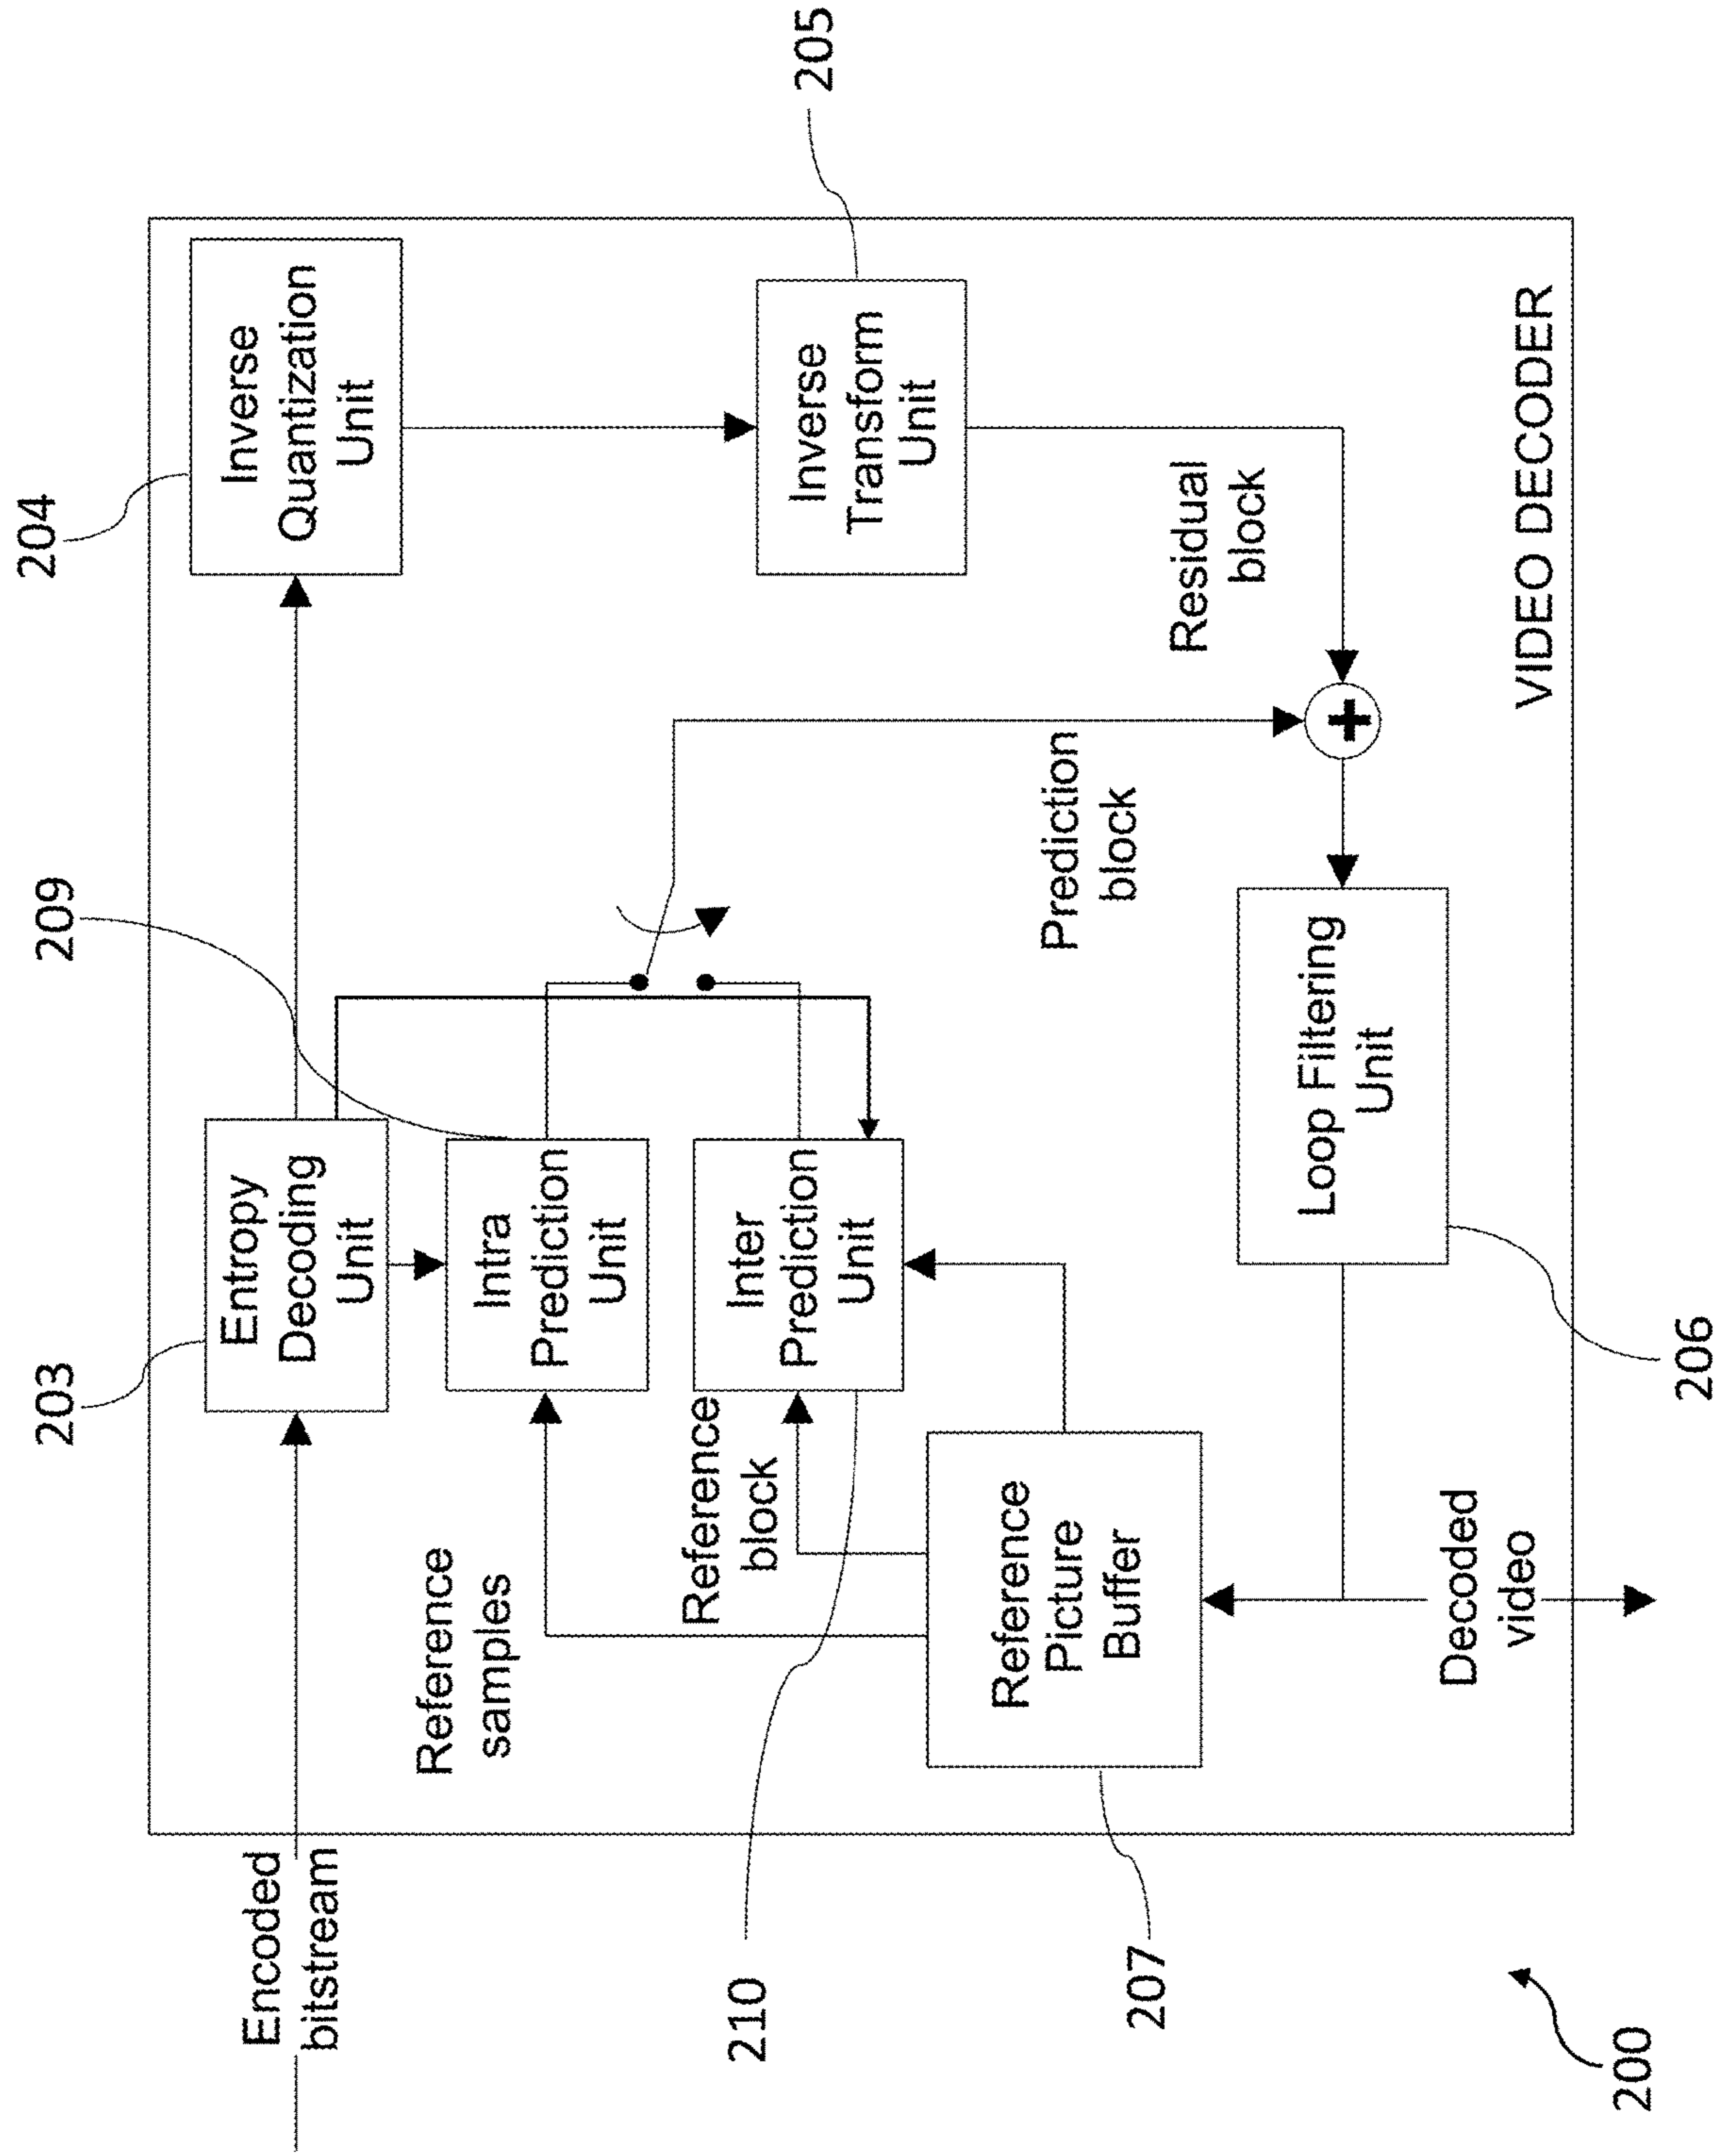 203
209
204
Encoded
bitstream
Entropy
Decoding
Unit
Inverse
Quantization
Unit
Reference
samples
Intra
Prediction
Unit
Reference
block
Inter
Prediction
Unit
Inverse
Transform
Unit
205
210
Reference
Picture
Buffer
Prediction
block
Residual
block
207
Loop Filtering
Unit
+
Decoded
video
VIDEO DECODER
200
206